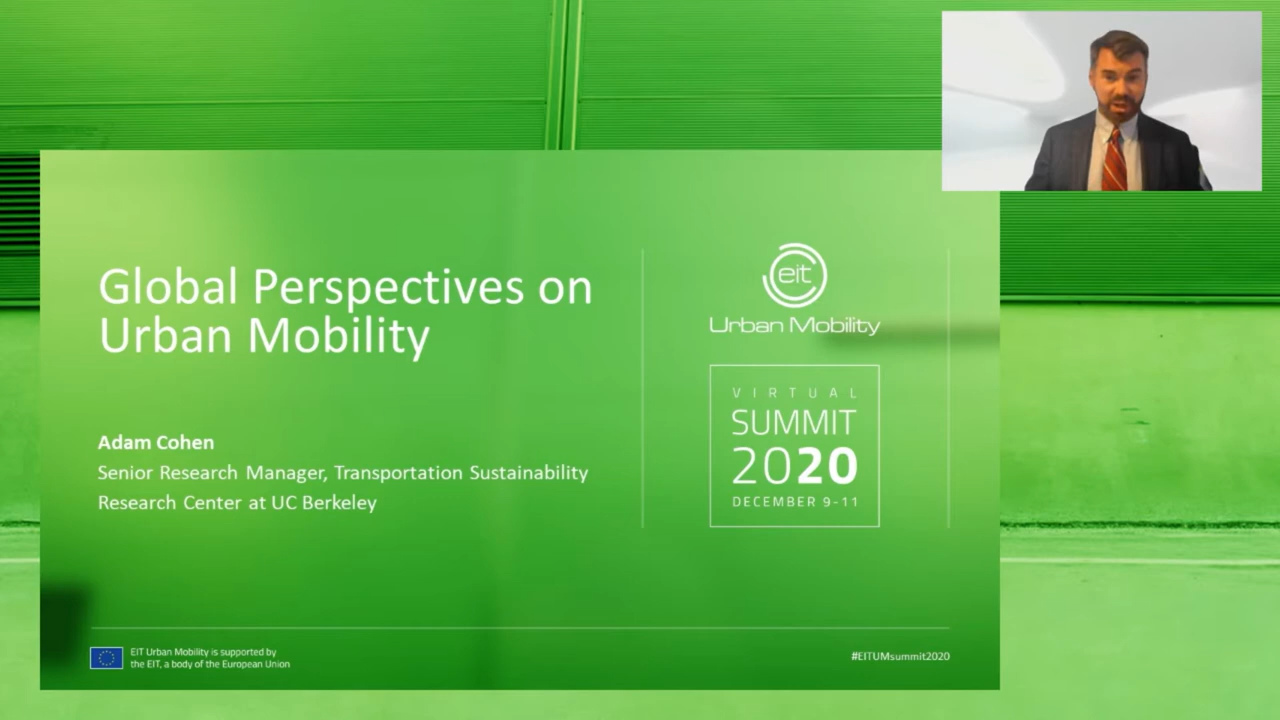 Global Perspectives on
Urban Mobility
Adam Cohen
Senior Research Manager, Transportation Sustainability
Research Center at UC Berkeley
eit
Urban Mobility
VIRTUAL
SUMMIT
2020
DECEMBER 9-11
EIT Urban Mobility is supported by
the EIT, a body of the European Union
#EITUMsummit2020